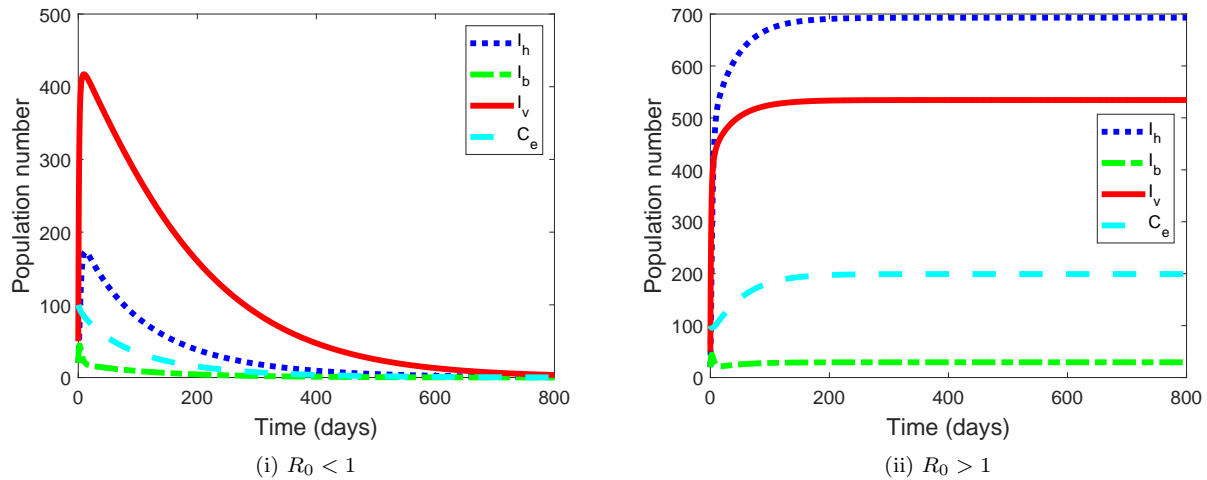 500
400
300
200
100
0
Population number
0 200 400 600 800
Time (days)
I_h
I_b
I_v
C_e
(i) R_0 < 1
700
600
500
400
300
200
100
0
Population number
0 200 400 600 800
Time (days)
I_h
I_b
I_v
C_e
(ii) R_0 > 1